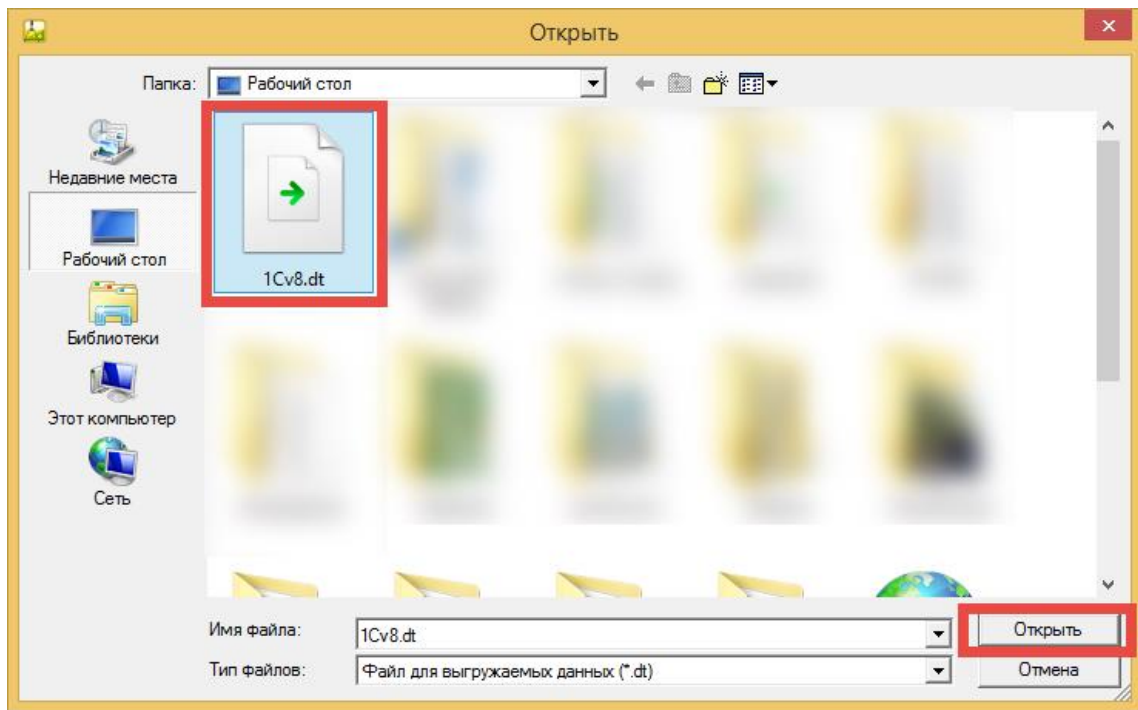 Открыть
Папка: Рабочий стол
Недавние места
Рабочий стол
Библиотеки
Этот компьютер
Сеть
1Cv8.dt
Имя файла: 1Cv8.dt
Открыть
Тип файлов: Файл для выгружаемых данных (*.dt)
Отмена